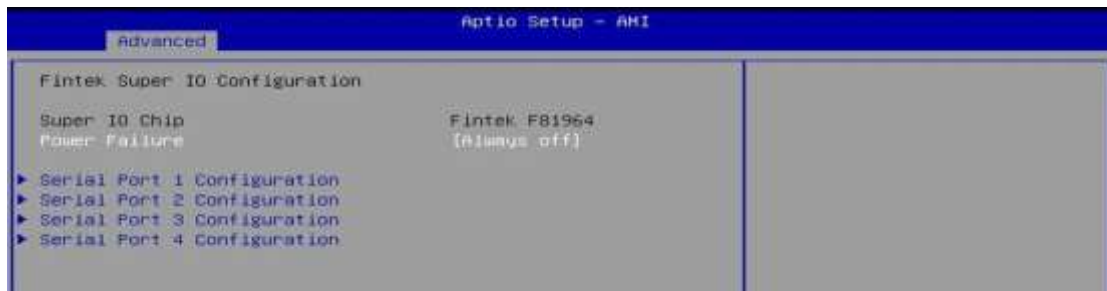 Aptio Setup - AMI
Advanced
Fintek Super IO Configuration
Super IO Chip Fintek F81964
Power Failure [Always off]
Serial Port 1 Configuration
Serial Port 2 Configuration
Serial Port 3 Configuration
Serial Port 4 Configuration